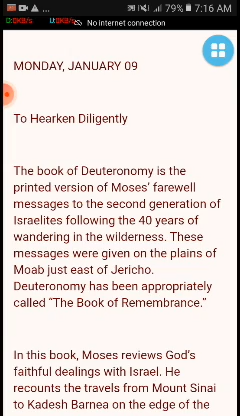 79% 7:16 AM
No internet connection
MONDAY, JANUARY 09
To Hearken Diligently
The book of Deuteronomy is the
printed version of Moses' farewell
messages to the second generation of
Israelites following the 40 years of
wandering in the wilderness. These
messages were given on the plains of
Moab just east of Jericho.
Deuteronomy has been appropriately
called “The Book of Remembrance.”
In this book, Moses reviews God's
faithful dealings with Israel. He
recounts the travels from Mount Sinai
to Kadesh Barnea on the edge of the